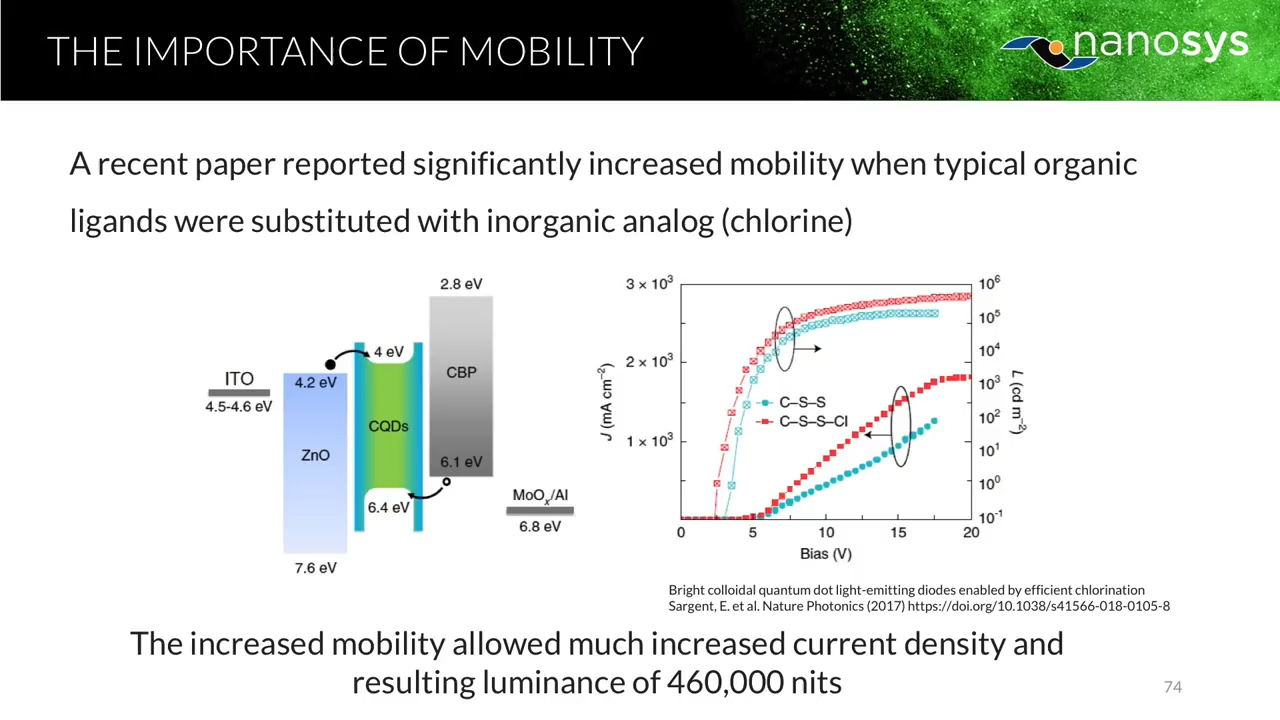 THE IMPORTANCE OF MOBILITY
nanosys
A recent paper reported significantly increased mobility when typical organic
ligands were substituted with inorganic analog (chlorine)
2.8 eV
4 eV
CBP
ITO
4.2 eV
4.5-4.6 eV
CQDs
ZnO
6.1 eV
MoOx/Al
6.4 eV
6.8 eV
7.6 eV
3 × 10³
2 × 10³
1 × 10³
J (mA cm⁻²)
C–S–S
C–S–S–Cl
10⁶
10⁵
10⁴
10³
10²
10¹
10⁰
10⁻¹
L (cd m⁻²)
0 5 10 15 20
Bias (V)
Bright colloidal quantum dot light-emitting diodes enabled by efficient chlorination
Sargent, E. et al. Nature Photonics (2017) https://doi.org/10.1038/s41566-018-0105-8
The increased mobility allowed much increased current density and
resulting luminance of 460,000 nits
74